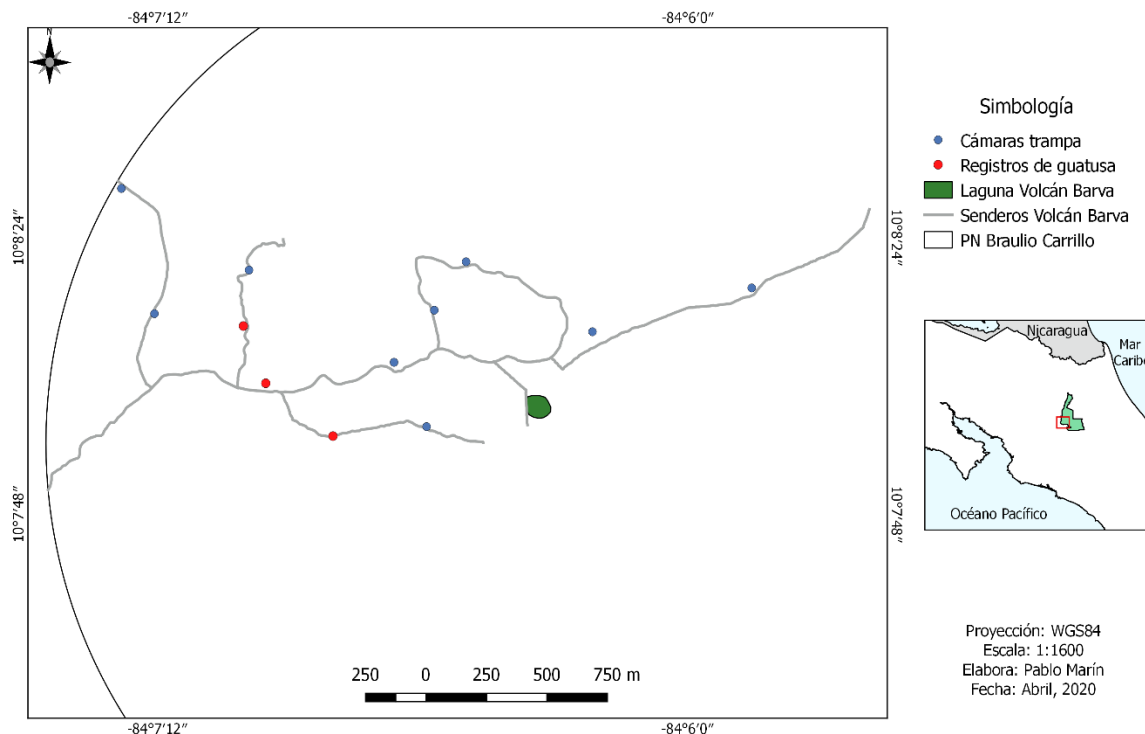 -84°7'12"
-84°6'0"
N
10°8'24"
10°8'24"
10°7'48"
10°7'48"
250 0 250 500 750 m
-84°7'12"
-84°6'0"
Simbología
Cámaras trampa
Registros de guatusa
Laguna Volcán Barva
Senderos Volcán Barva
PN Braulio Carrillo
Nicaragua
Mar
Caribe
Océano Pacífico
Proyección: WGS84
Escala: 1:1600
Elabora: Pablo Marín
Fecha: Abril, 2020